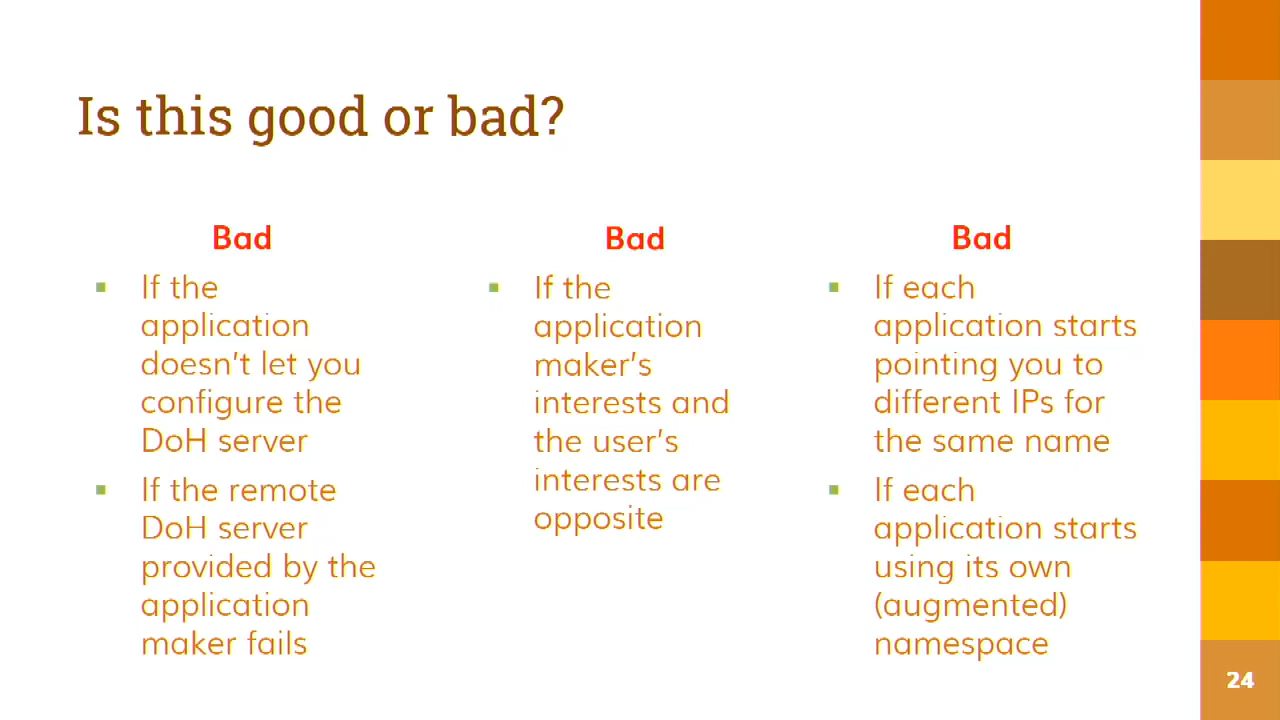 Is this good or bad?
Bad
▪ If the
application
doesn't let you
configure the
DoH server
▪ If the remote
DoH server
provided by the
application
maker fails
Bad
▪ If the
application
maker's
interests and
the user's
interests are
opposite
Bad
▪ If each
application starts
pointing you to
different IPs for
the same name
▪ If each
application starts
using its own
(augmented)
namespace
24